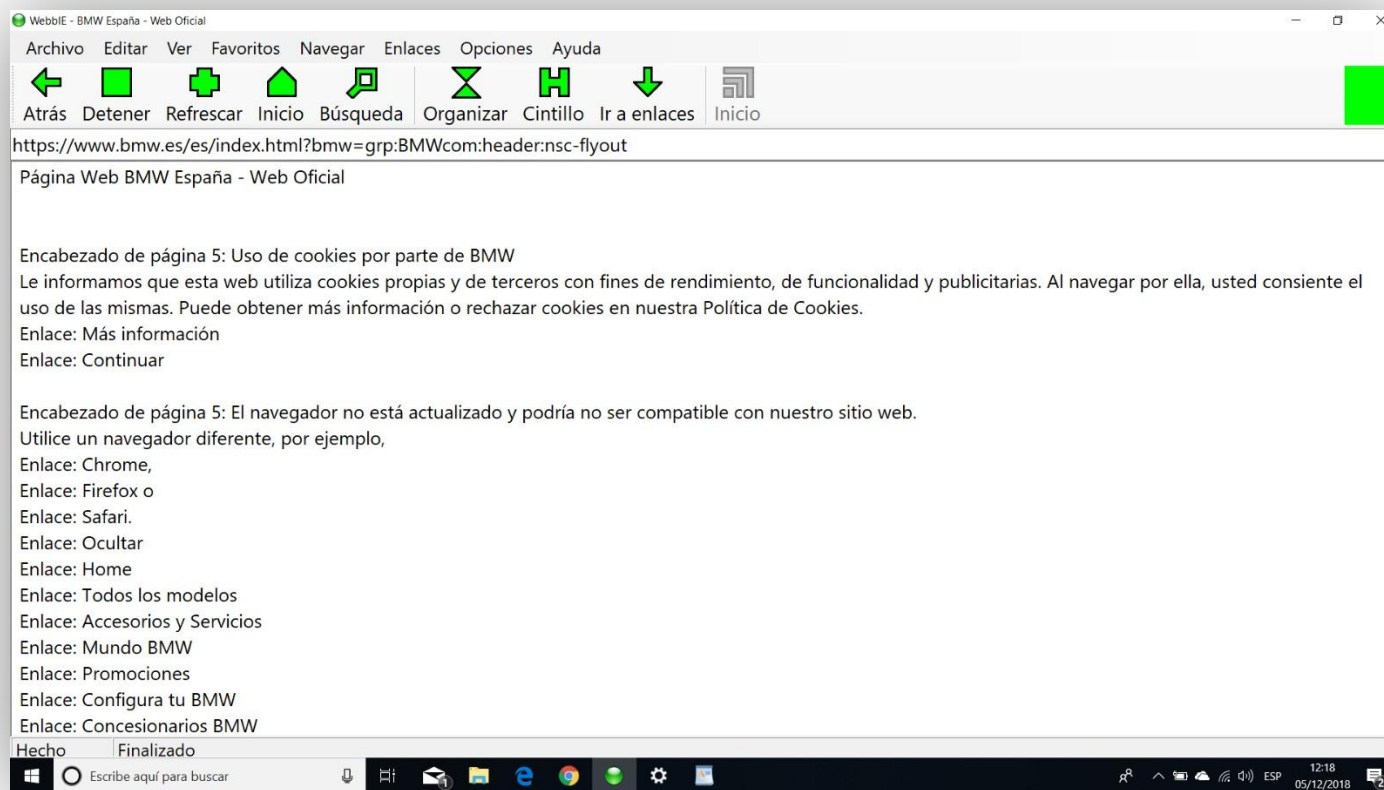 WebbIE - BMW España - Web Oficial
Archivo Editar Ver Favoritos Navegar Enlaces Opciones Ayuda
Atrás Detener Refrescar Inicio Búsqueda Organizar Cintillo Ir a enlaces Inicio
https://www.bmw.es/es/index.html?bmw=grp:BMWcom:header:nsc-flyout
Página Web BMW España - Web Oficial
Encabezado de página 5: Uso de cookies por parte de BMW
Le informamos que esta web utiliza cookies propias y de terceros con fines de rendimiento, de funcionalidad y publicitarias. Al navegar por ella, usted consiente el
uso de las mismas. Puede obtener más información o rechazar cookies en nuestra Política de Cookies.
Enlace: Más información
Enlace: Continuar
Encabezado de página 5: El navegador no está actualizado y podría no ser compatible con nuestro sitio web.
Utilice un navegador diferente, por ejemplo,
Enlace: Chrome,
Enlace: Firefox o
Enlace: Safari.
Enlace: Ocultar
Enlace: Home
Enlace: Todos los modelos
Enlace: Accesorios y Servicios
Enlace: Mundo BMW
Enlace: Promociones
Enlace: Configura tu BMW
Enlace: Concesionarios BMW
Hecho Finalizado
Escribe aquí para buscar 1 ESP 12:18
05/12/2018 2